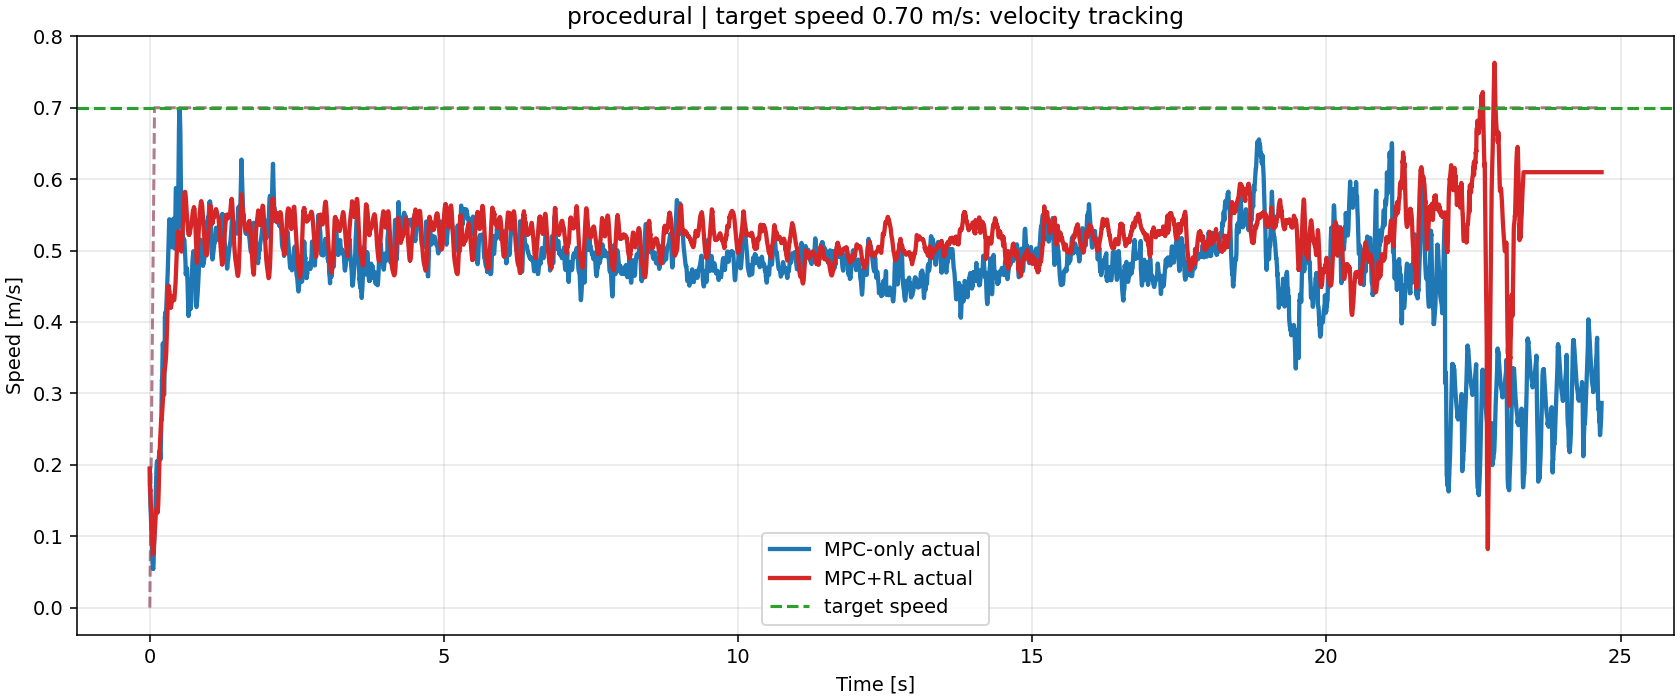 procedural | target speed 0.70 m/s: velocity tracking
0.8
0.7
0.6
0.5
0.4
0.3
0.2
0.1
0.0
Speed [m/s]
MPC-only actual
MPC+RL actual
target speed
0
5
10
15
20
25
Time [s]